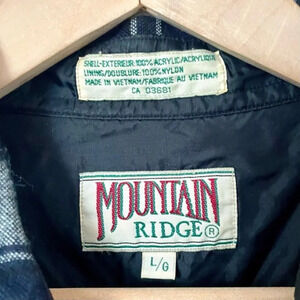 SHELL-EXTERIEUR:100% ACRYLIC/ACRYLIQUE
LINING/DOUBLURE:100% NYLON
MADE IN VIETNAM/FABRIQUE AU VIETNAM
CA 03681
MOUNTAIN
RIDGE®
L/G